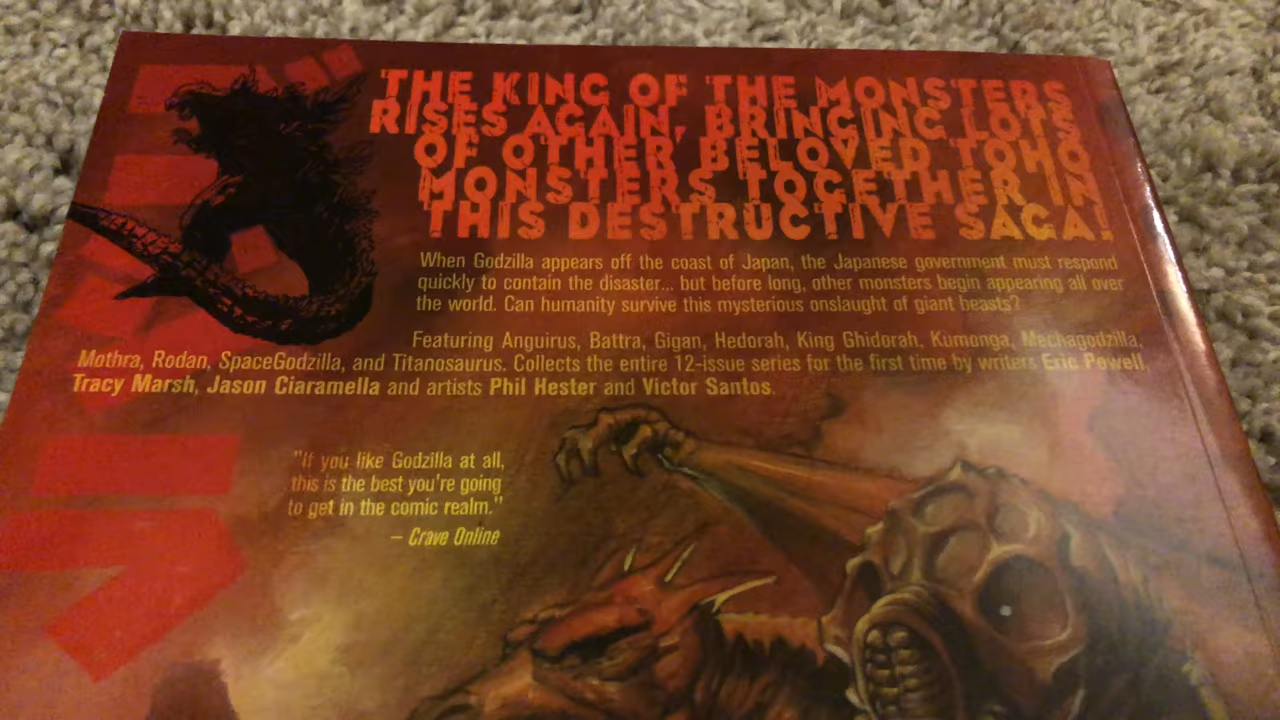 THE KING OF THE MONSTERS
RISES AGAIN, BRINGING LOTS
OF OTHER BELOVED TOHO
MONSTERS TOGETHER IN
THIS DESTRUCTIVE SAGA!
When Godzilla appears off the coast of Japan, the Japanese government must respond
quickly to contain the disaster... but before long, other monsters begin appearing all over
the world. Can humanity survive this mysterious onslaught of giant beasts?
Featuring Anguirus, Battra, Gigan, Hedorah, King Ghidorah, Kumonga, Mechagodzilla,
Mothra, Rodan, SpaceGodzilla, and Titanosaurus. Collects the entire 12-issue series for the first time by writers Eric Powell,
Tracy Marsh, Jason Ciaramella and artists Phil Hester and Victor Santos.
"If you like Godzilla at all,
this is the best you're going
to get in the comic realm."
– Crave Online